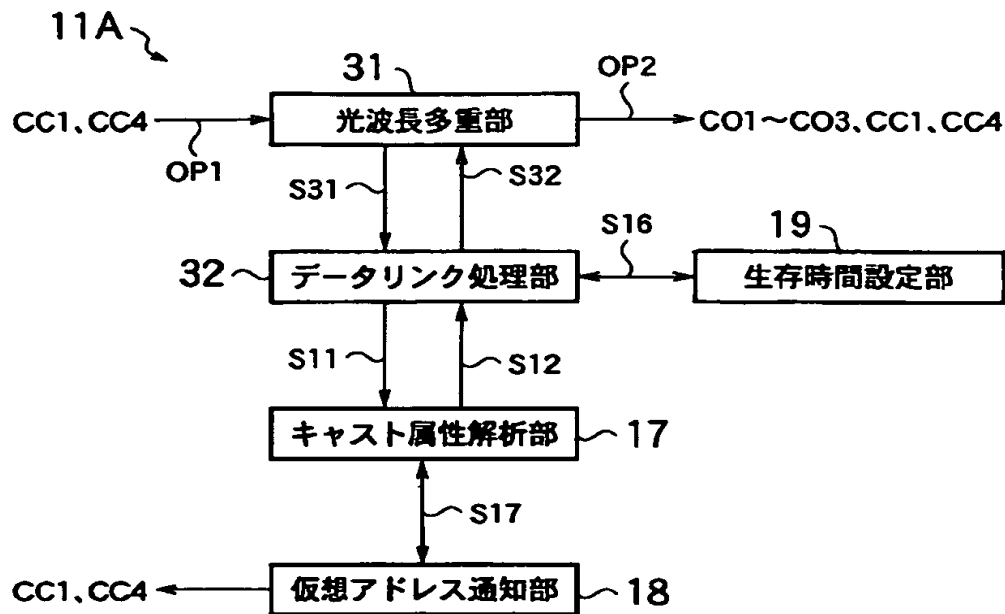 11A
31
CC1、CC4
OP1
光波長多重部
OP2
CO1～CO3、CC1、CC4
S31
S32
32
データリンク処理部
S16
19
生存時間設定部
S11
S12
キャスト属性解析部
17
S17
CC1、CC4
仮想アドレス通知部
18